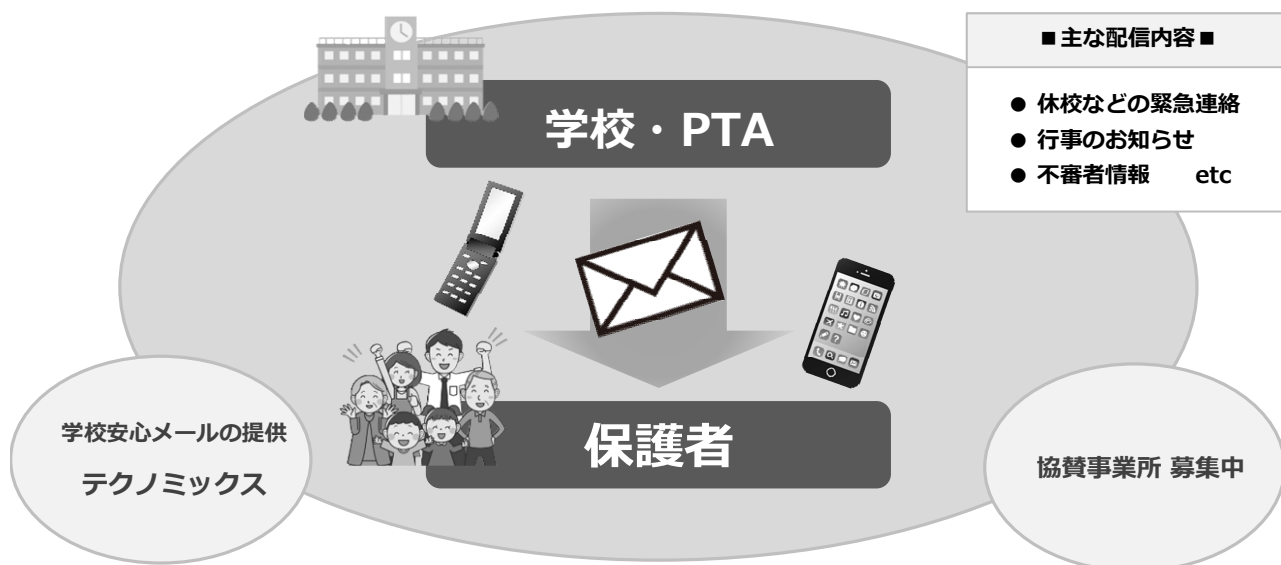 ■主な配信内容■
● 休校などの緊急連絡
● 行事のお知らせ
● 不審者情報　　etc
学校・PTA
保護者
学校安心メールの提供
テクノミックス
協賛事業所 募集中